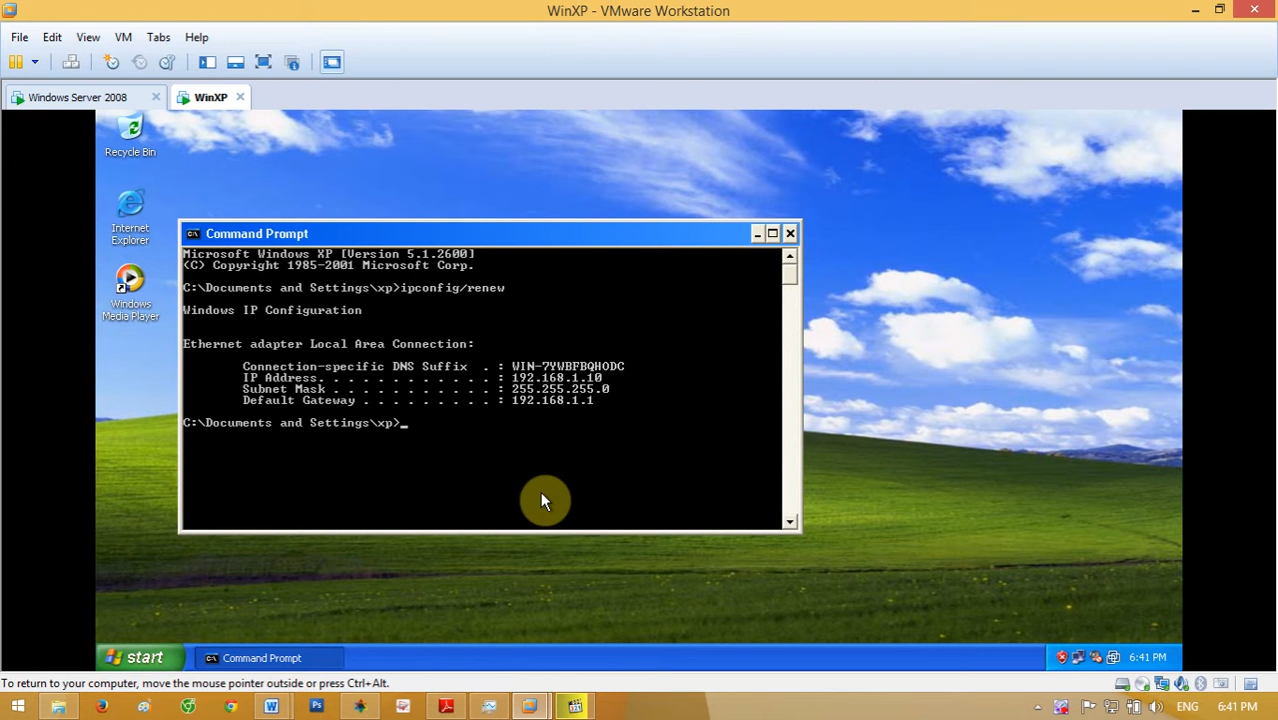 WinXP - VMware Workstation
File Edit View VM Tabs Help
Windows Server 2008
WinXP
Recycle Bin
Internet
Explorer
Windows
Media Player
Command Prompt
Microsoft Windows XP [Version 5.1.2600]
(C) Copyright 1985-2001 Microsoft Corp.
C:\Documents and Settings\xp>ipconfig/renew
Windows IP Configuration
Ethernet adapter Local Area Connection:
Connection-specific DNS Suffix . : WIN-7YWBFBQHODC
IP Address. . . . . . . . . . . . : 192.168.1.10
Subnet Mask . . . . . . . . . . . : 255.255.255.0
Default Gateway . . . . . . . . . : 192.168.1.1
C:\Documents and Settings\xp>_
start
Command Prompt
6:41 PM
To return to your computer, move the mouse pointer outside or press Ctrl+Alt.
ENG 6:41 PM